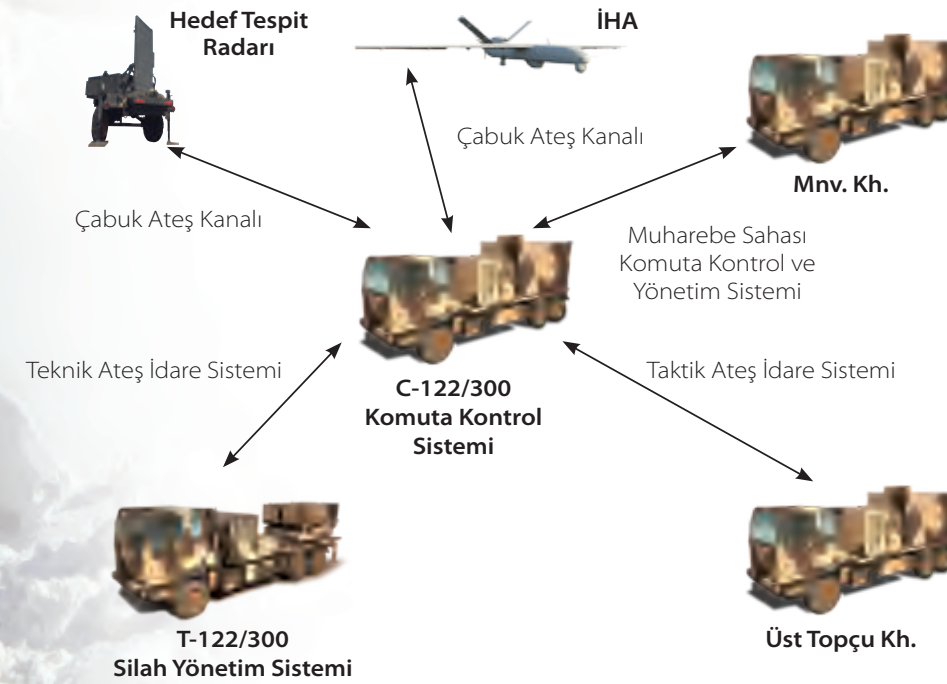 Hedef Tespit
Radarı
İHA
Çabuk Ateş Kanalı
Mnv. Kh.
Çabuk Ateş Kanalı
Muharebe Sahası
Komuta Kontrol ve
Yönetim Sistemi
Teknik Ateş İdare Sistemi
Taktik Ateş İdare Sistemi
C-122/300
Komuta Kontrol
Sistemi
T-122/300
Silah Yönetim Sistemi
Üst Topçu Kh.